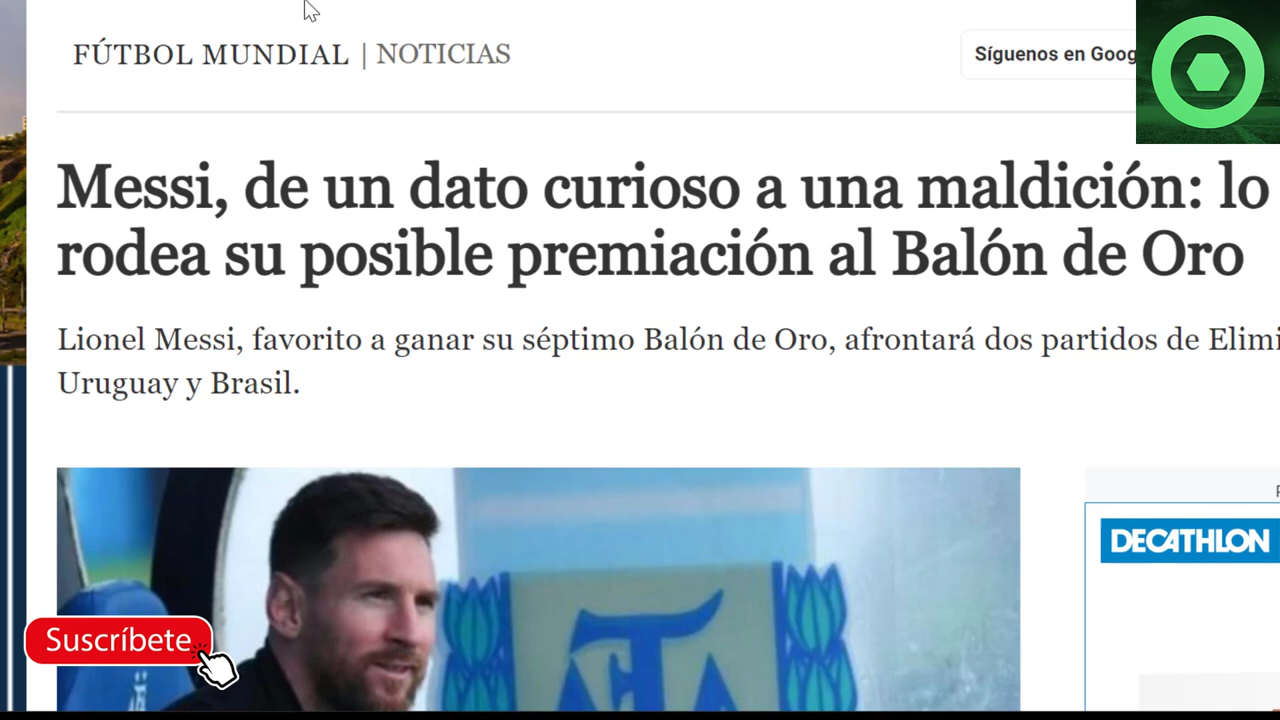 FÚTBOL MUNDIAL | NOTICIAS
Síguenos en Goog
Messi, de un dato curioso a una maldición: lo
rodea su posible premiación al Balón de Oro
Lionel Messi, favorito a ganar su séptimo Balón de Oro, afrontará dos partidos de Elimi
Uruguay y Brasil.
DECATHLON
AFA
Suscríbete